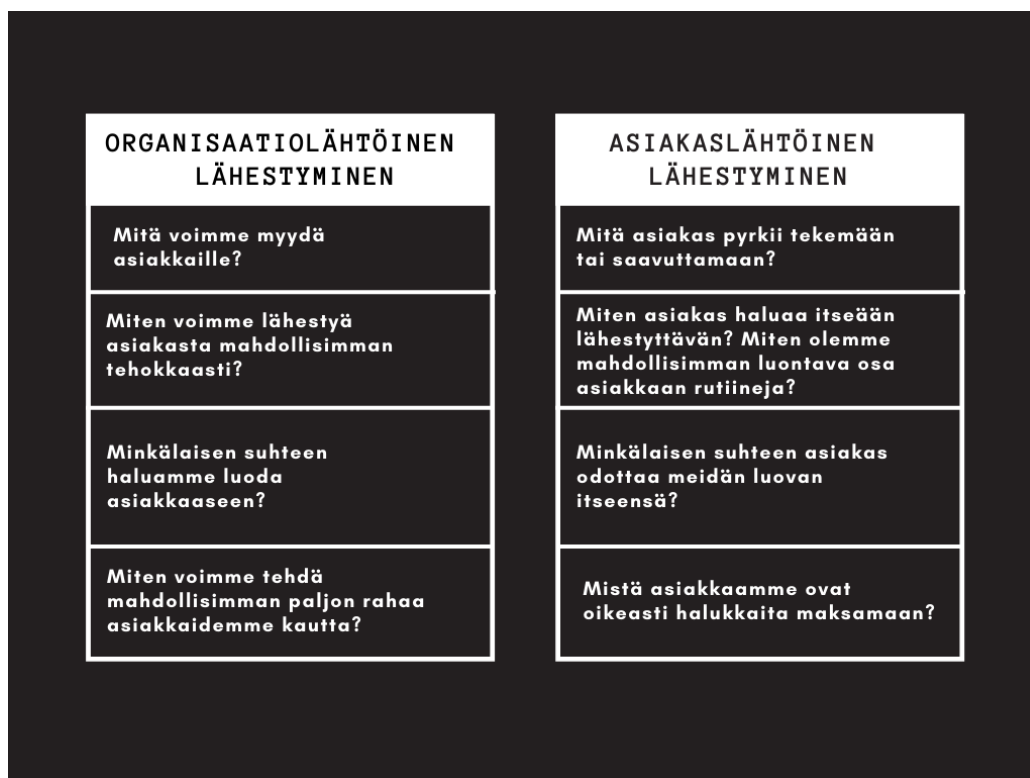 ORGANISAATIOLÄHTÖINEN
LÄHESTYMINEN
Mitä voimme myydä
asiakkaille?
Miten voimme lähestyä
asiakasta mahdollisimman
tehokkaasti?
Minkälaisen suhteen
haluamme luoda
asiakkaaseen?
Miten voimme tehdä
mahdollisimman paljon rahaa
asiakkaidemme kautta?
ASIAKASLÄHTÖINEN
LÄHESTYMINEN
Mitä asiakas pyrkii tekemään
tai saavuttamaan?
Miten asiakas haluaa itseään
lähestyttävän? Miten olemme
mahdollisimman luontava osa
asiakkaan rutiineja?
Minkälaisen suhteen asiakas
odottaa meidän luovan
itseensä?
Mistä asiakkaamme ovat
oikeasti halukkaita maksamaan?